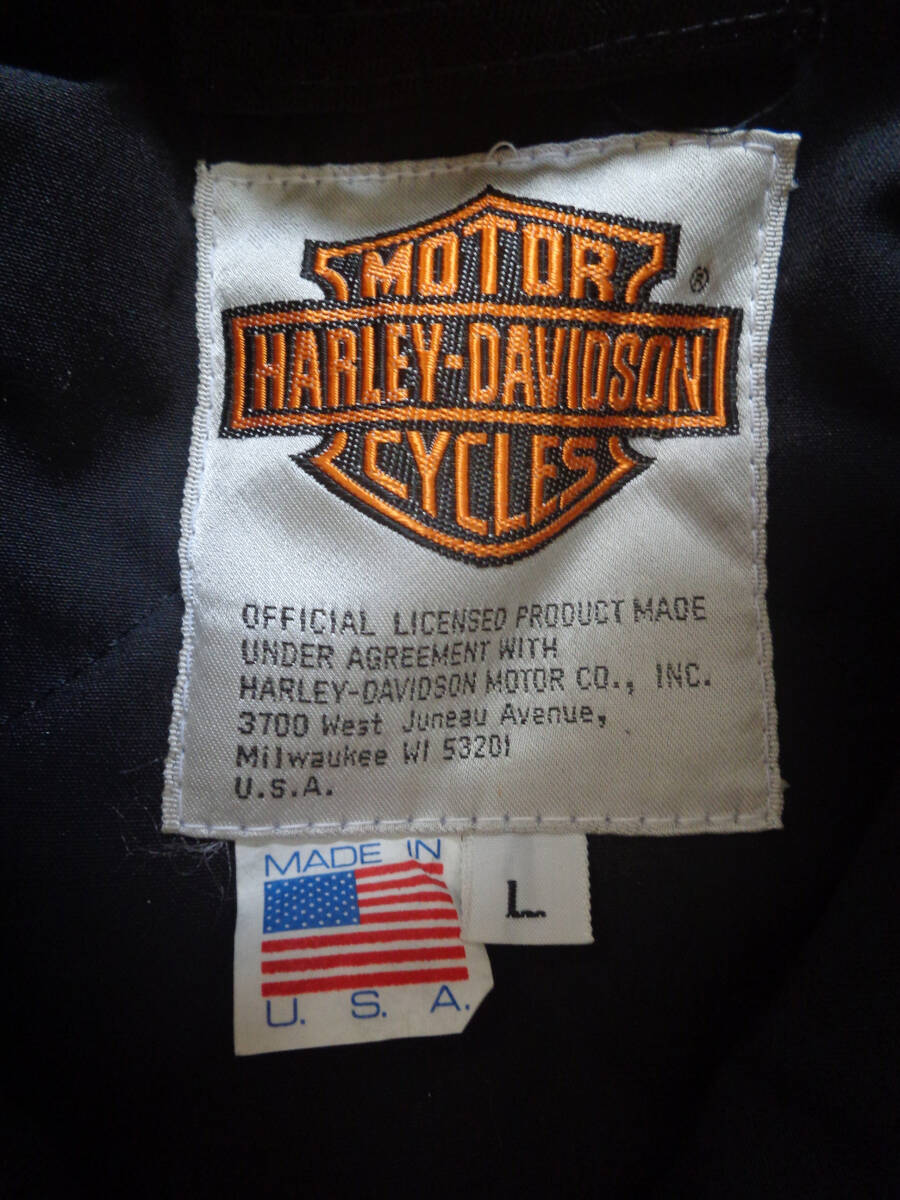 MOTOR
®
HARLEY-DAVIDSON
CYCLES
OFFICIAL LICENSED PRODUCT MADE
UNDER AGREEMENT WITH
HARLEY-DAVIDSON MOTOR CO., INC.
3700 West Juneau Avenue,
Milwaukee WI 53201
U.S.A.
MADE IN
U. S. A.
L